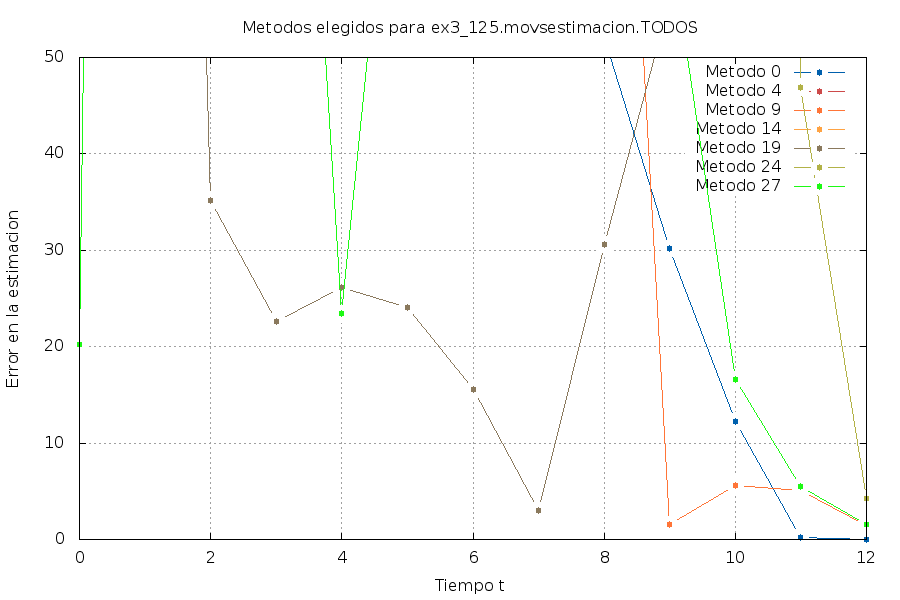 Metodos elegidos para ex3_125.movsestimacion.TODOS
50
40
30
20
10
0
Error en la estimacion
Metodo 0
Metodo 4
Metodo 9
Metodo 14
Metodo 19
Metodo 24
Metodo 27
0 2 4 6 8 10 12
Tiempo t